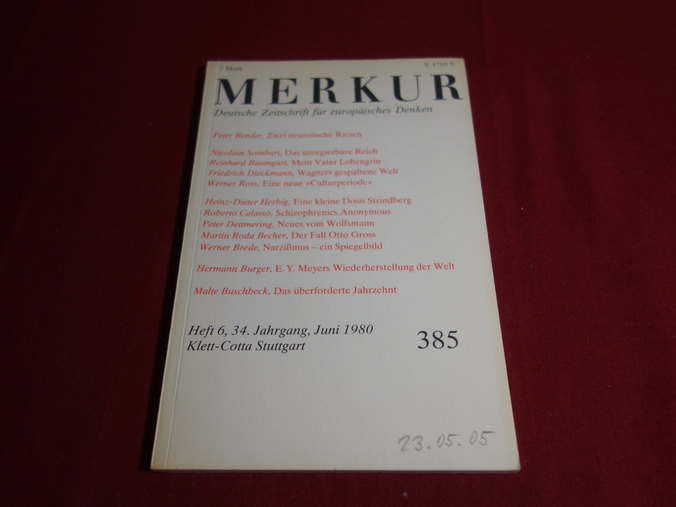 7 Mark
E 4705 E
MERKUR
Deutsche Zeitschrift für europäisches Denken
Peter Bender, Zwei neurotische Riesen
Nicolaus Sombart, Das unregierbare Reich
Reinhard Baumgart, Mein Vater Lohengrin
Friedrich Dieckmann, Wagners gespaltene Welt
Werner Ross, Eine neue »Culturperiode«
Heinz-Dieter Herbig, Eine kleine Dosis Strindberg
Roberto Calasso, Schizophrenics Anonymous
Peter Dettmering, Neues vom Wolfsmann
Martin Roda Becher, Der Fall Otto Gross
Werner Brede, Narzißmus – ein Spiegelbild
Hermann Burger, E. Y. Meyers Wiederherstellung der Welt
Malte Buschbeck, Das überforderte Jahrzehnt
Heft 6, 34. Jahrgang, Juni 1980
Klett-Cotta Stuttgart
385
23.05.05